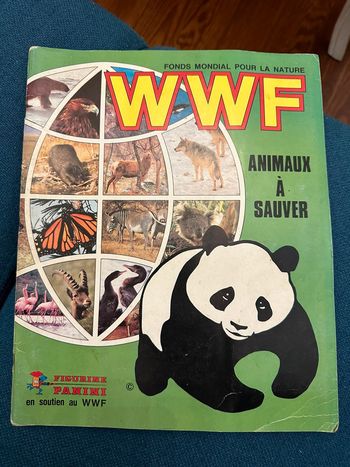 FONDS MONDIAL POUR LA NATURE
WWF
ANIMAUX
À
SAUVER
©
FIGURINE
PANINI
en soutien au WWF